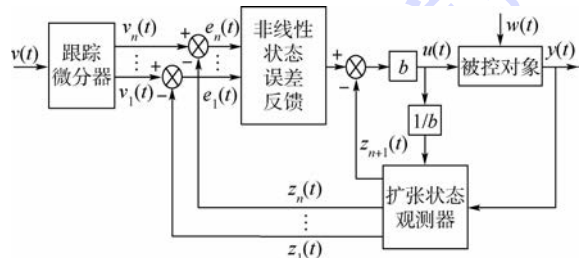 v(t)
跟踪
微分器
vₙ(t)
⋮
v₁(t)
+
−
+
−
eₙ(t)
⋮
e₁(t)
非线性
状态
误差
反馈
+
−
b
u(t)
w(t)
被控对象
y(t)
1/b
zₙ₊₁(t)
扩张状态
观测器
zₙ(t)
⋮
z₁(t)